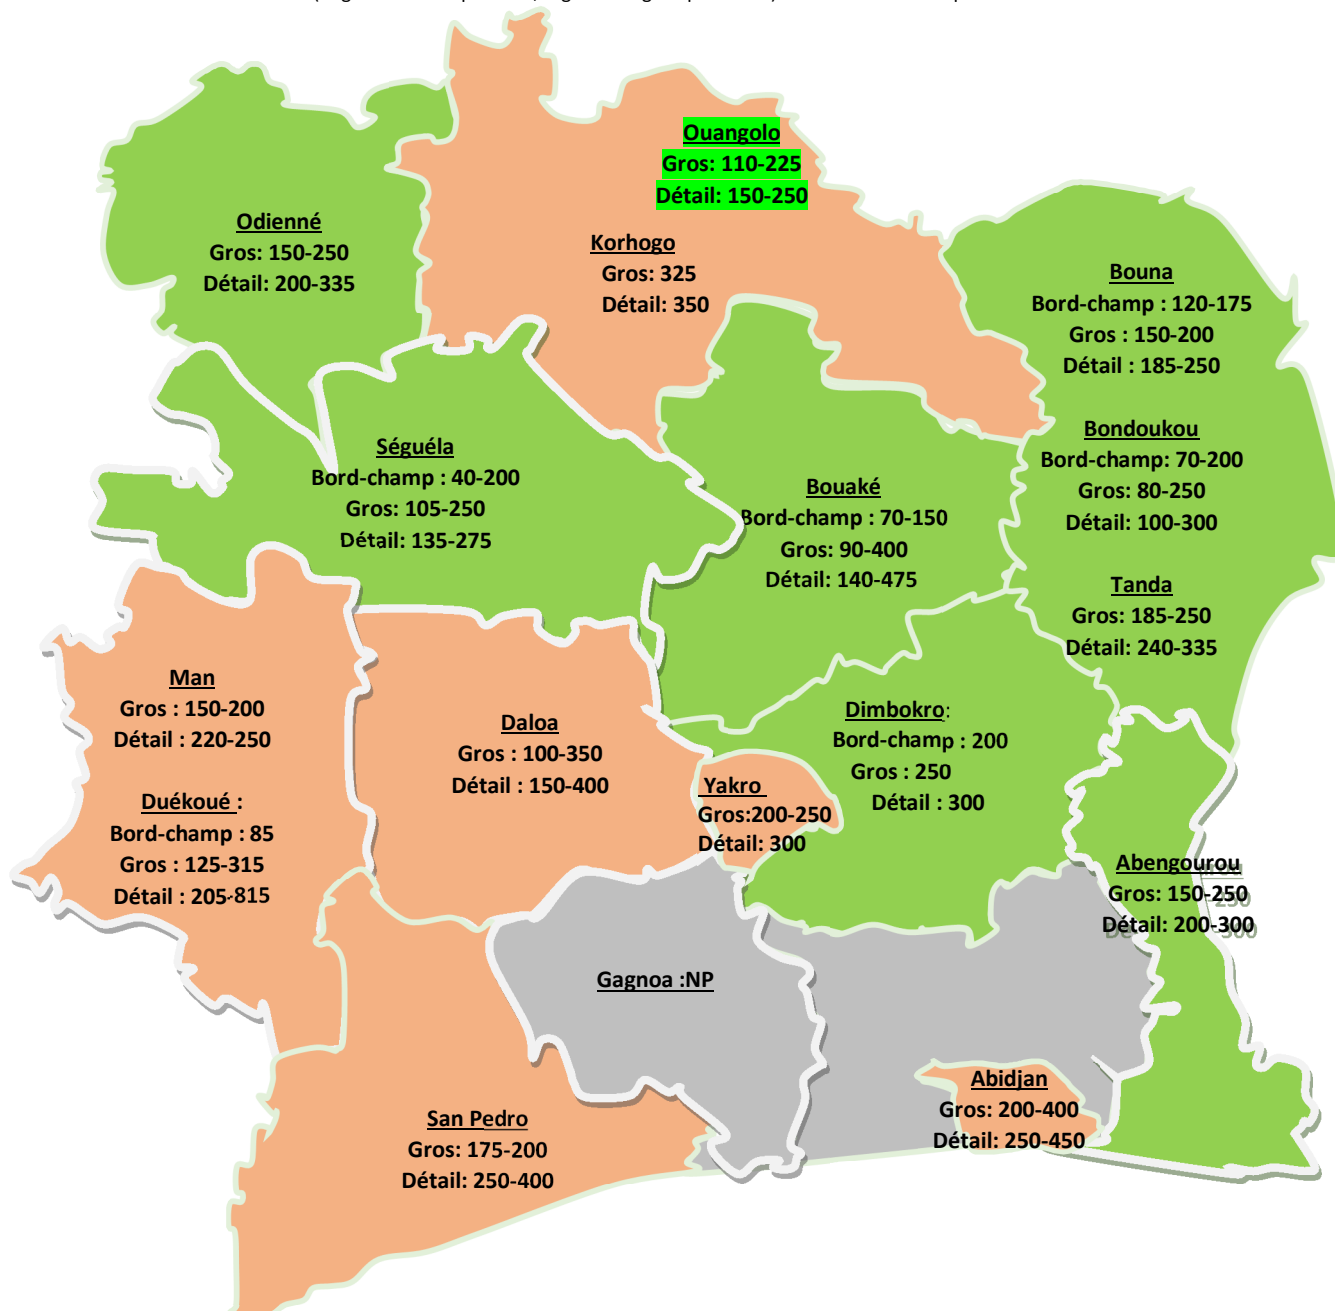 Ouangolo
Gros: 110-225
Détail: 150-250
Odienné
Gros: 150-250
Détail: 200-335
Korhogo
Gros: 325
Détail: 350
Bouna
Bord-champ : 120-175
Gros : 150-200
Détail : 185-250
Bondoukou
Bord-champ: 70-200
Gros: 80-250
Détail: 100-300
Séguéla
Bord-champ : 40-200
Gros: 105-250
Détail: 135-275
Bouaké
Bord-champ : 70-150
Gros: 90-400
Détail: 140-475
Tanda
Gros: 185-250
Détail: 240-335
Man
Gros : 150-200
Détail : 220-250
Daloa
Gros : 100-350
Détail : 150-400
Dimbokro:
Bord-champ : 200
Gros : 250
Détail : 300
Yakro
Gros:200-250
Détail: 300
Duékoué :
Bord-champ : 85
Gros : 125-315
Détail : 205-815
Abengourou
Gros: 150-250
Détail: 200-300
Gagnoa :NP
San Pedro
Gros: 175-200
Détail: 250-400
Abidjan
Gros: 200-400
Détail: 250-450